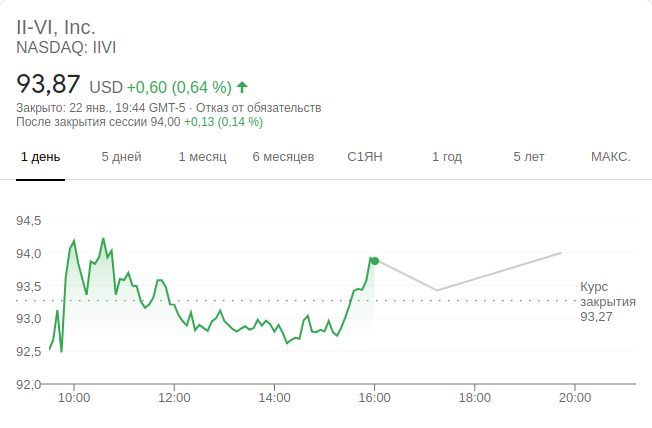 II-VI, Inc.
NASDAQ: IIVI
93,87 USD +0,60 (0,64 %)
Закрыто: 22 янв., 19:44 GMT-5 · Отказ от обязательств
После закрытия сессии 94,00 +0,13 (0,14 %)
1 день 5 дней 1 месяц 6 месяцев С1ЯН 1 год 5 лет МАКС.
94,5
94,0
93,5
93,0
92,5
92,0
Курс
закрытия
93,27
10:00 12:00 14:00 16:00 18:00 20:00